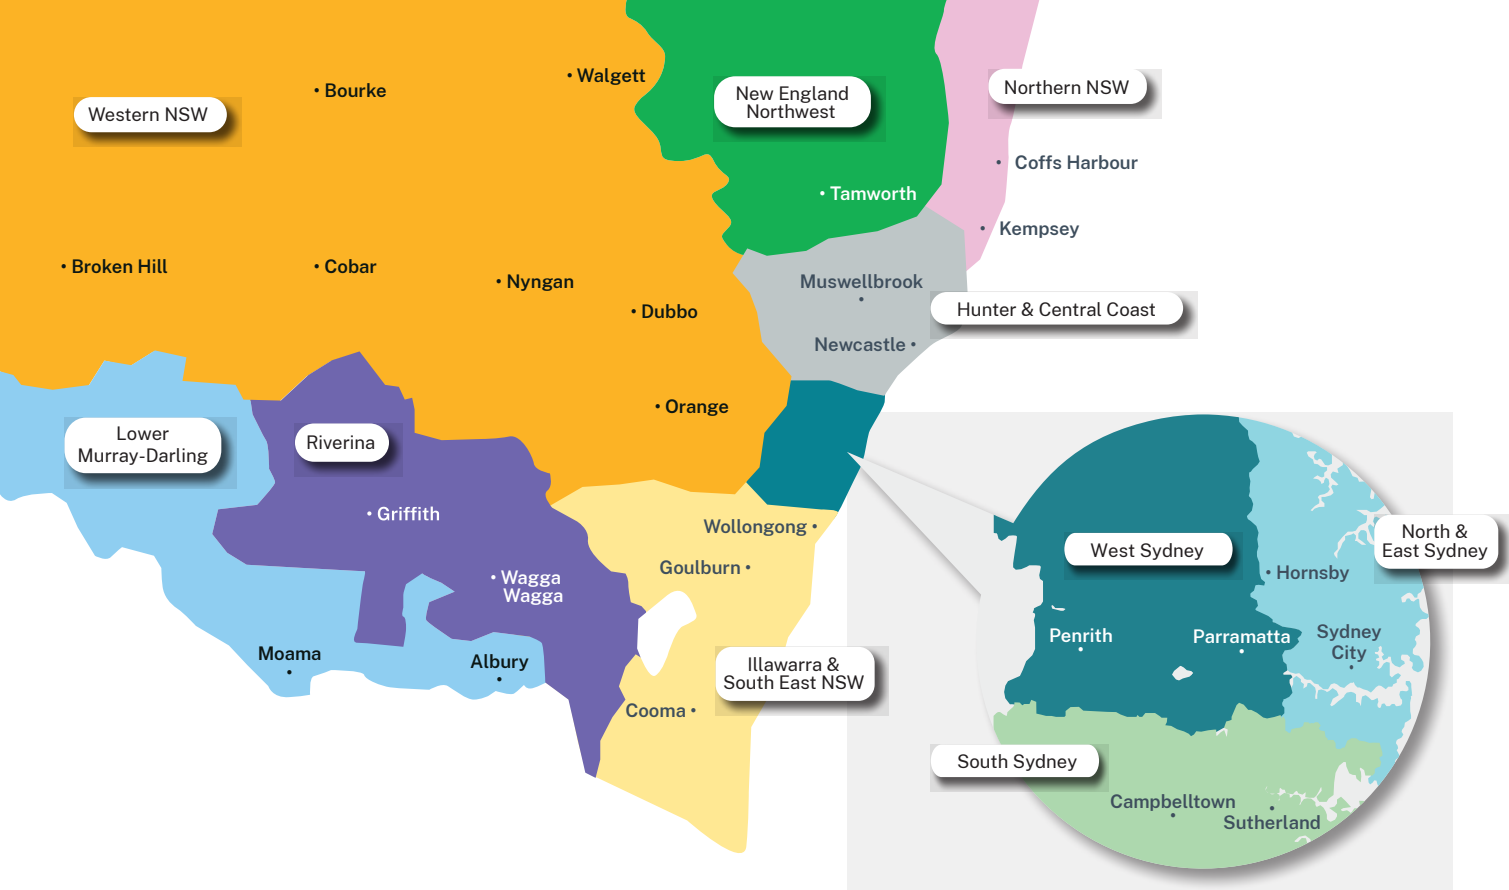 Walgett
Bourke
Western NSW
New England
Northwest
Northern NSW
Coffs Harbour
Tamworth
Kempsey
Broken Hill
Cobar
Nyngan
Muswellbrook
Dubbo
Hunter & Central Coast
Newcastle
Orange
Lower
Murray-Darling
Riverina
Griffith
Wollongong
Goulburn
Wagga
Wagga
Moama
Albury
Illawarra &
South East NSW
Cooma
West Sydney
North &
East Sydney
Hornsby
Penrith
Parramatta
Sydney
City
South Sydney
Campbelltown
Sutherland